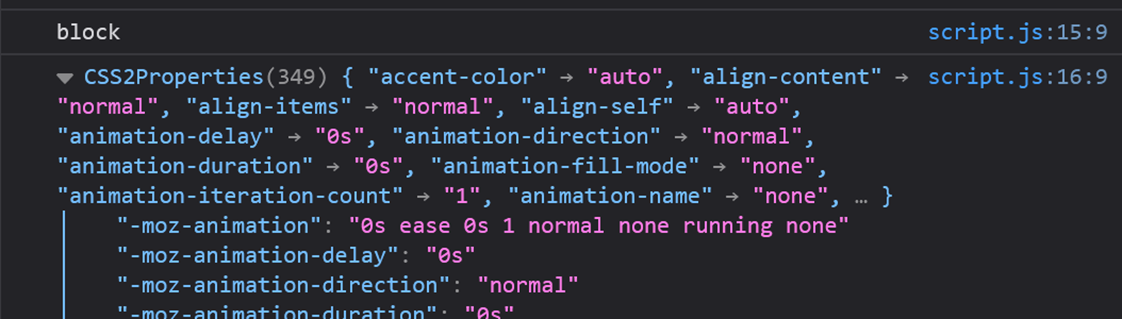 block script.js:15:9
CSS2Properties(349) { "accent-color" → "auto", "align-content" → script.js:16:9
"normal", "align-items" → "normal", "align-self" → "auto",
"animation-delay" → "0s", "animation-direction" → "normal",
"animation-duration" → "0s", "animation-fill-mode" → "none",
"animation-iteration-count" → "1", "animation-name" → "none", … }
"-moz-animation": "0s ease 0s 1 normal none running none"
"-moz-animation-delay": "0s"
"-moz-animation-direction": "normal"
"-moz-animation-duration": "0s"